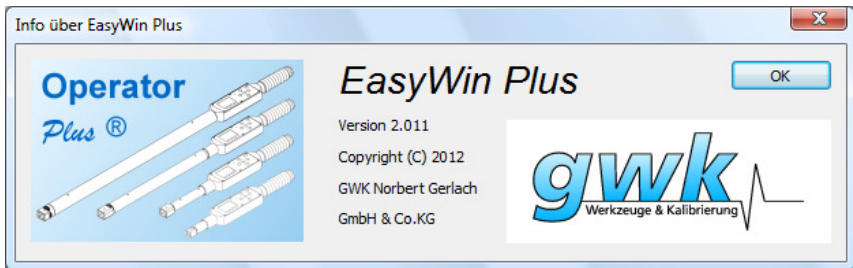 Info über EasyWin Plus
Operator
Plus ®
EasyWin Plus
Version 2.011
Copyright (C) 2012
GWK Norbert Gerlach
GmbH & Co.KG
OK
gwk
Werkzeuge & Kalibrierung